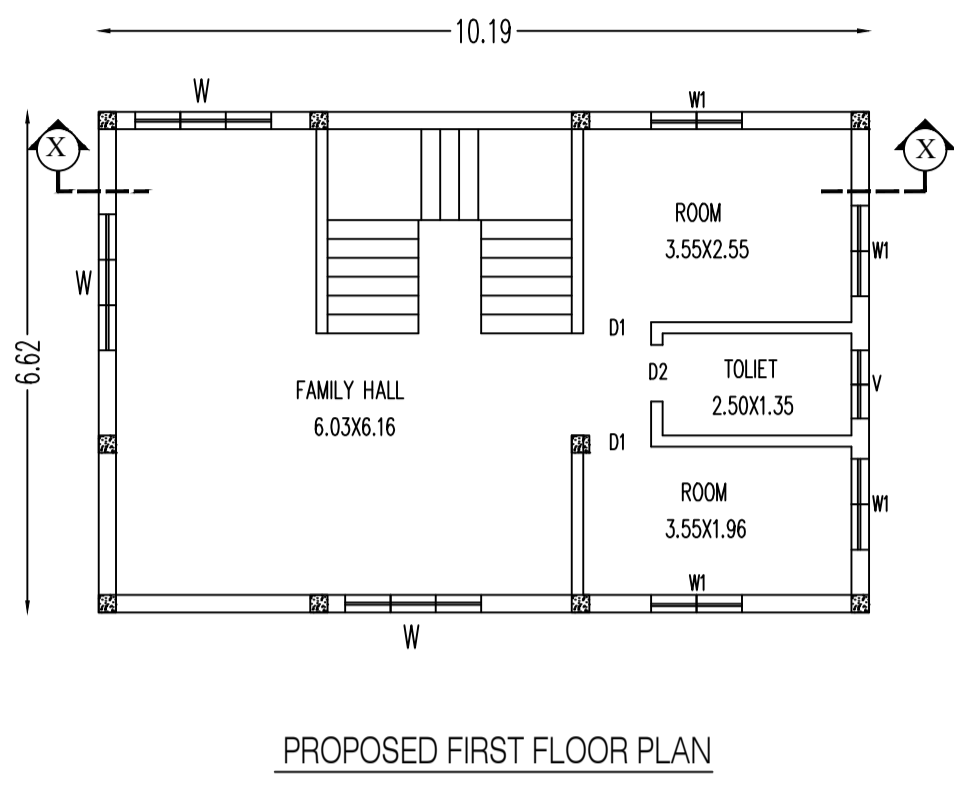 10.19
W
W1
X
X
ROOM
3.55X2.55
W1
W
D1
6.62
D2
TOLIET
2.50X1.35
V
FAMILY HALL
6.03X6.16
D1
ROOM
3.55X1.96
W1
W1
W
PROPOSED FIRST FLOOR PLAN